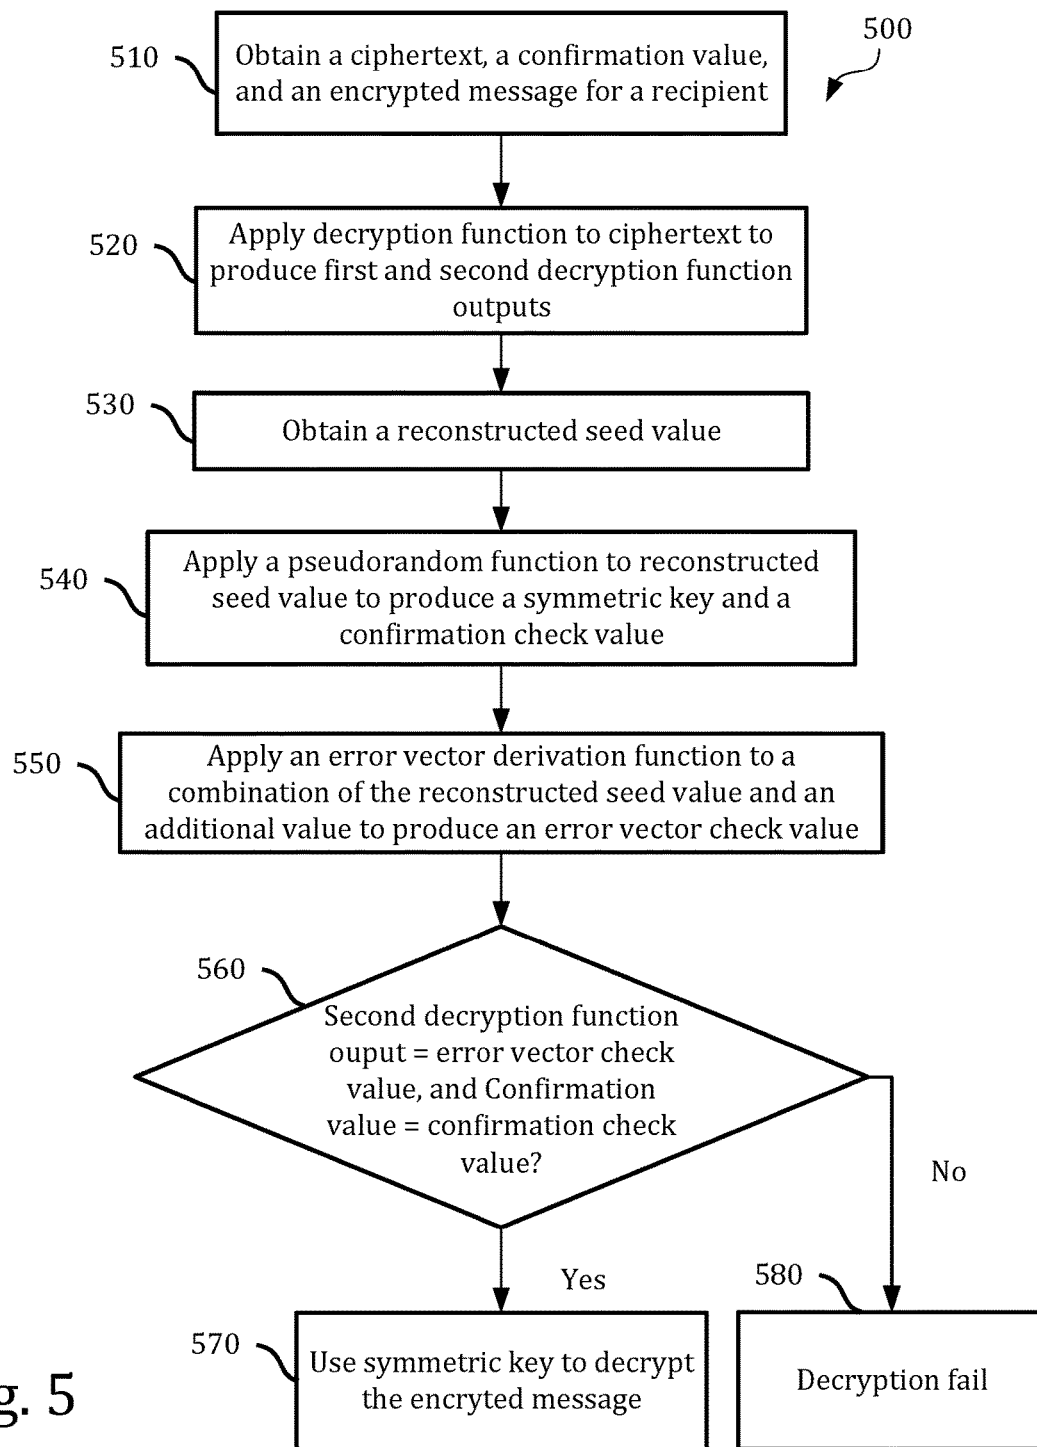 500
510
Obtain a ciphertext, a confirmation value,
and an encrypted message for a recipient
520
Apply decryption function to ciphertext to
produce first and second decryption function
outputs
530
Obtain a reconstructed seed value
540
Apply a pseudorandom function to reconstructed
seed value to produce a symmetric key and a
confirmation check value
550
Apply an error vector derivation function to a
combination of the reconstructed seed value and an
additional value to produce an error vector check value
560
Second decryption function
ouput = error vector check
value, and Confirmation
value = confirmation check
value?
No
Yes
580
570
Use symmetric key to decrypt
the encryted message
Decryption fail
g. 5